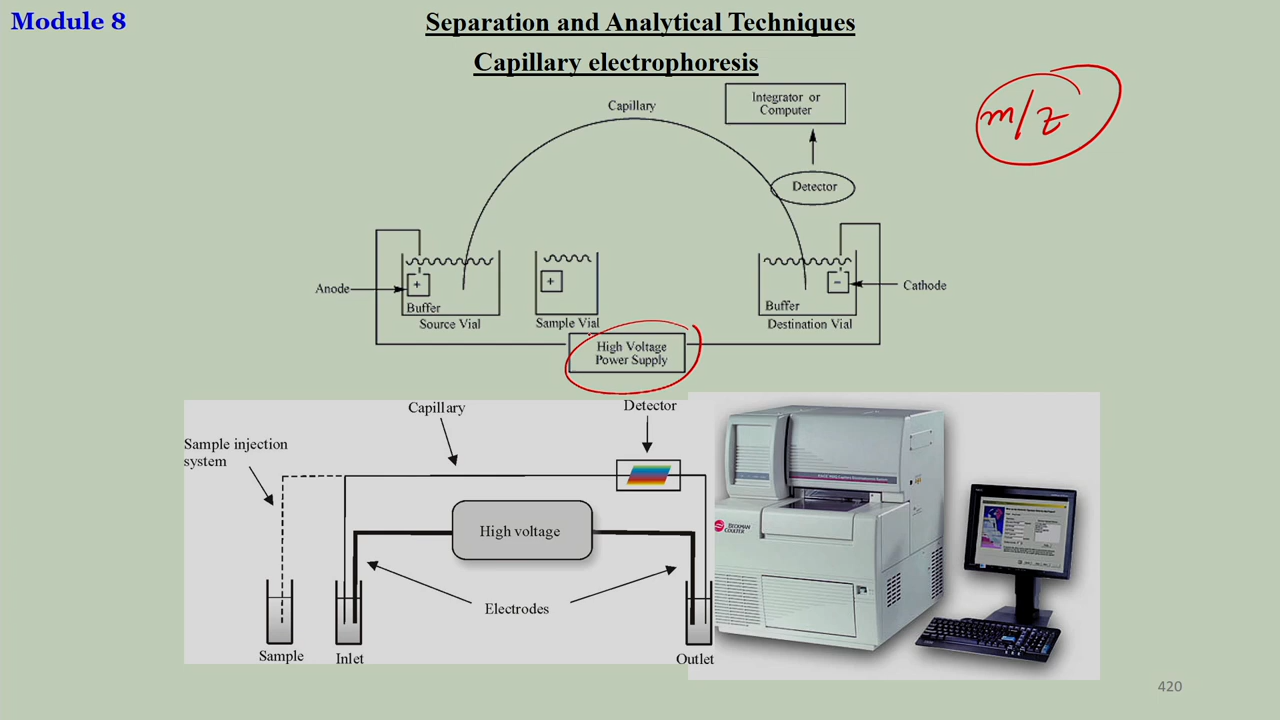 Module 8
Separation and Analytical Techniques
Capillary electrophoresis
Capillary
Integrator or
Computer
m/z
Detector
Anode
+
Buffer
Source Vial
+
Sample Vial
-
Buffer
Destination Vial
Cathode
High Voltage
Power Supply
Capillary
Detector
Sample injection
system
High voltage
Electrodes
Sample
Inlet
Outlet
BECKMAN
COULTER
420